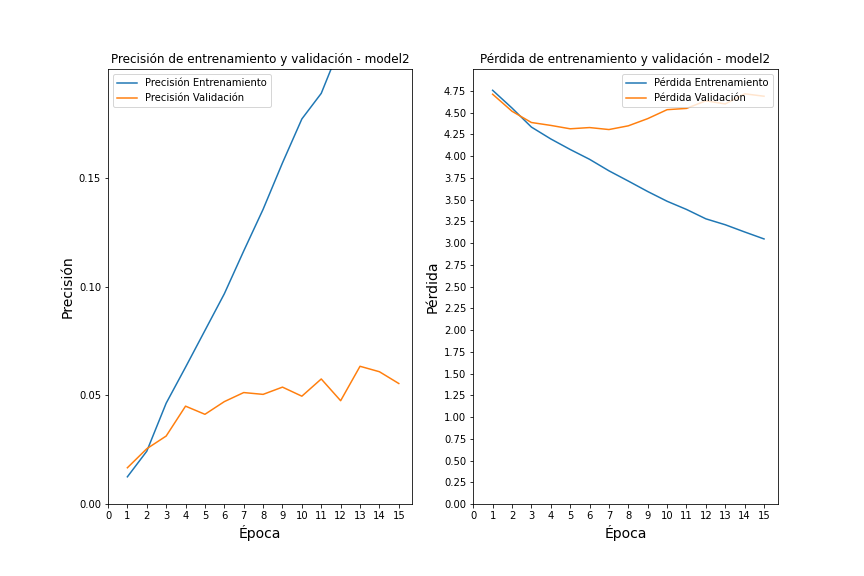 Precisión de entrenamiento y validación - model2
Precisión Entrenamiento
Precisión Validación
0.15
0.10
0.05
0.00
Precisión
0 1 2 3 4 5 6 7 8 9 10 11 12 13 14 15
Época
Pérdida de entrenamiento y validación - model2
Pérdida Entrenamiento
Pérdida Validación
4.75
4.50
4.25
4.00
3.75
3.50
3.25
3.00
2.75
2.50
2.25
2.00
1.75
1.50
1.25
1.00
0.75
0.50
0.25
0.00
Pérdida
0 1 2 3 4 5 6 7 8 9 10 11 12 13 14 15
Época